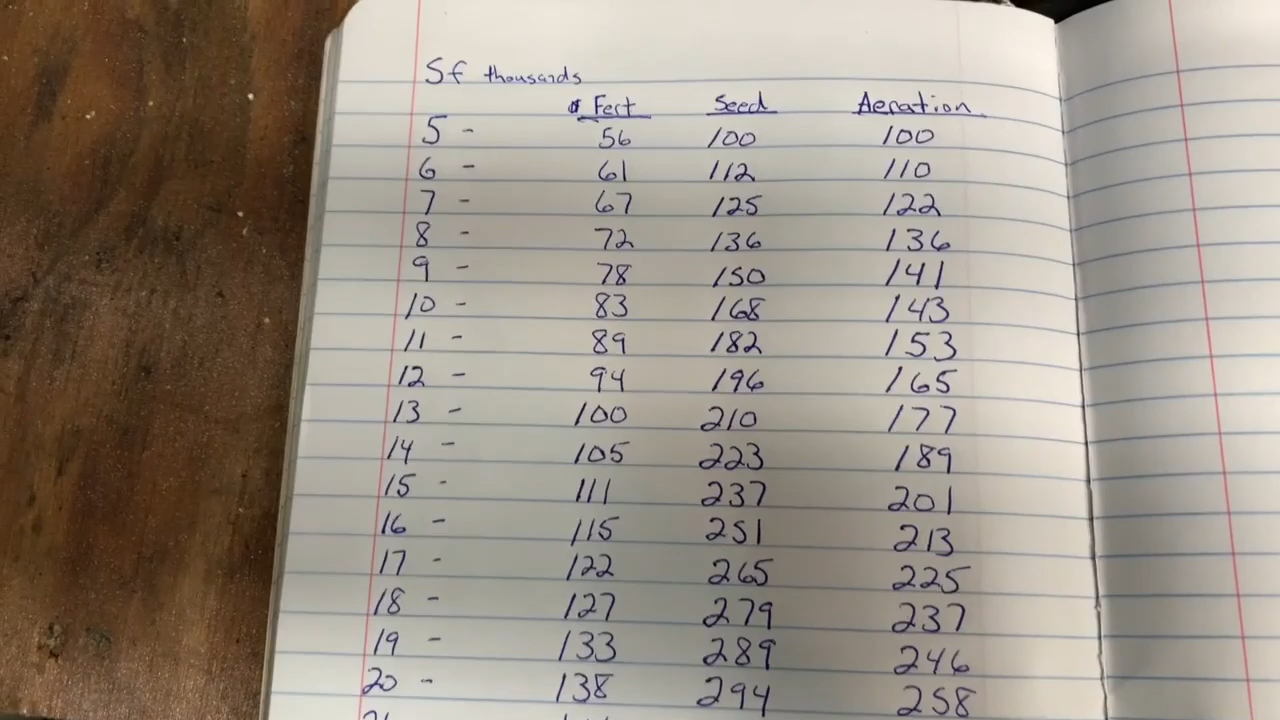 Sf thousands
Fert Seed Aeration
5 - 56 100 100
6 - 61 112 110
7 - 67 125 122
8 - 72 136 136
9 - 78 150 141
10 - 83 168 143
11 - 89 182 153
12 - 94 196 165
13 - 100 210 177
14 - 105 223 189
15 - 111 237 201
16 - 115 251 213
17 - 122 265 225
18 - 127 279 237
19 - 133 289 246
20 - 138 294 258